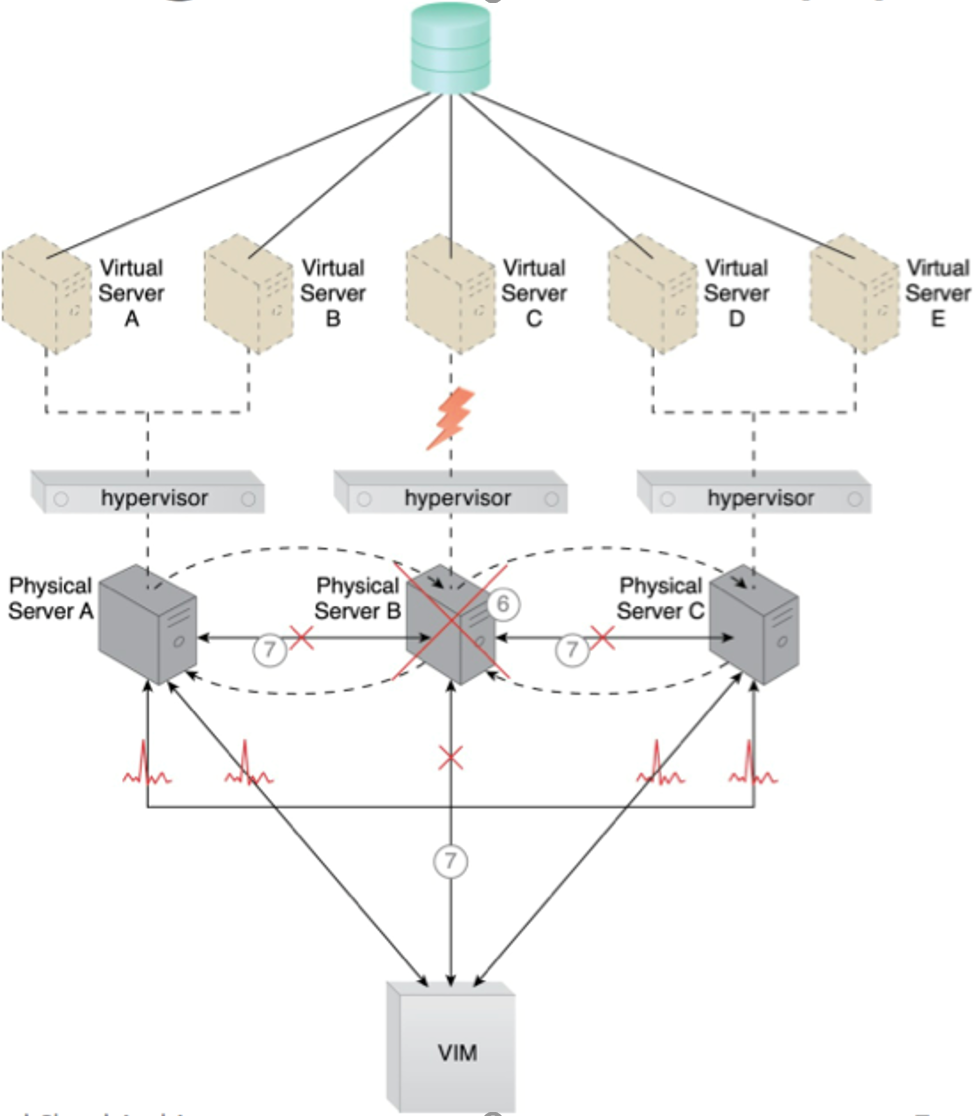 Virtual
Server
A
Virtual
Server
B
Virtual
Server
C
Virtual
Server
D
Virtual
Server
E
hypervisor
hypervisor
hypervisor
Physical
Server A
Physical
Server B
6
Physical
Server C
7
7
7
VIM